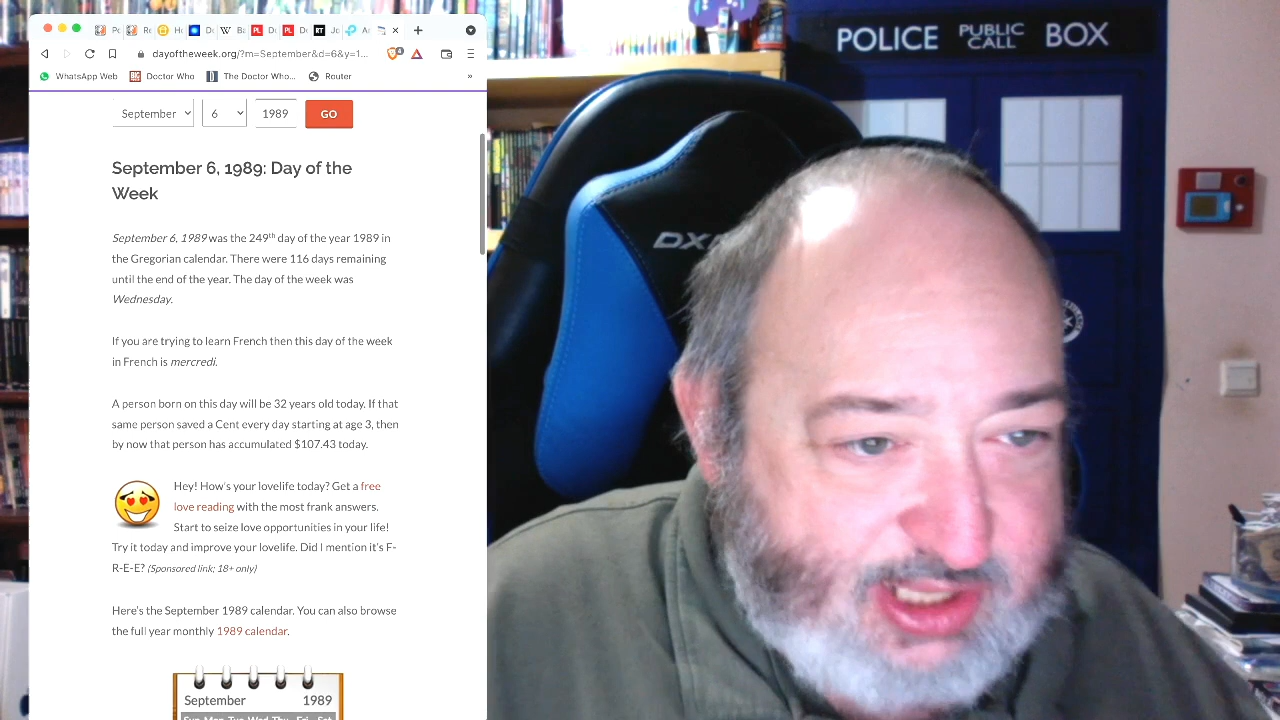 dayoftheweek.org/?m=September&d=6&y=1...
WhatsApp Web
Doctor Who
The Doctor Who...
Router
»
September
6
1989
GO
September 6, 1989: Day of the
Week
September 6, 1989 was the 249th day of the year 1989 in
the Gregorian calendar. There were 116 days remaining
until the end of the year. The day of the week was
Wednesday.
If you are trying to learn French then this day of the week
in French is mercredi.
A person born on this day will be 32 years old today. If that
same person saved a Cent every day starting at age 3, then
by now that person has accumulated $107.43 today.
Hey! How's your lovelife today? Get a free
love reading with the most frank answers.
Start to seize love opportunities in your life!
Try it today and improve your lovelife. Did I mention it's F-
R-E-E? (Sponsored link; 18+ only)
Here's the September 1989 calendar. You can also browse
the full year monthly 1989 calendar.
September 1989
Sun Mon Tue Wed Thu Fri Sat
POLICE PUBLIC CALL BOX